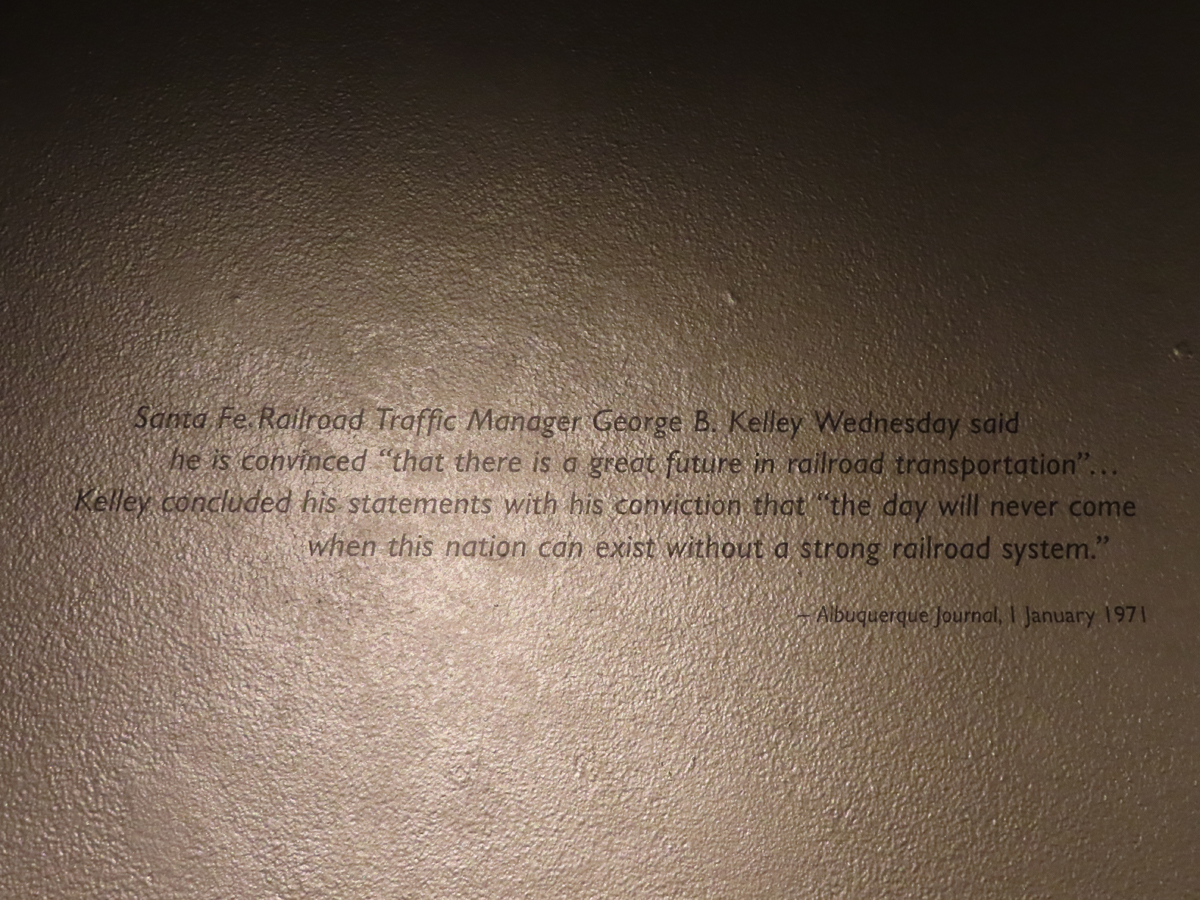 Santa Fe Railroad Traffic Manager George B. Kelley Wednesday said
he is convinced “that there is a great future in railroad transportation”…
Kelley concluded his statements with his conviction that “the day will never come
when this nation can exist without a strong railroad system.”
– Albuquerque Journal, 1 January 1971